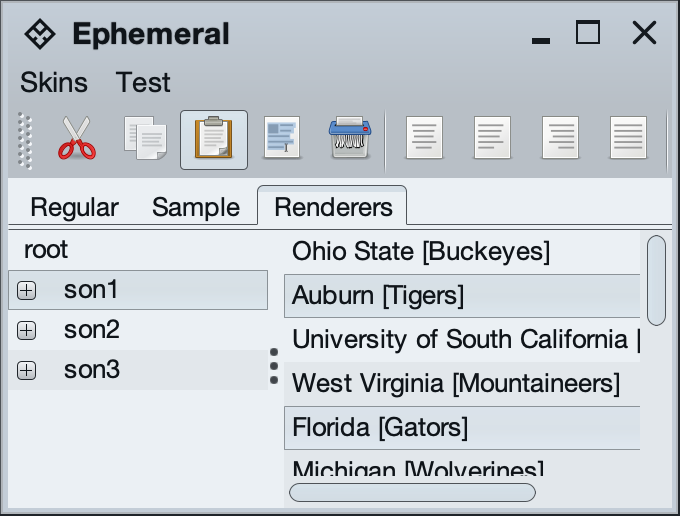 Ephemeral
Skins Test
Regular Sample Renderers
root
son1
son2
son3
Ohio State [Buckeyes]
Auburn [Tigers]
University of South California [
West Virginia [Mountaineers]
Florida [Gators]
Michigan [Wolverines]